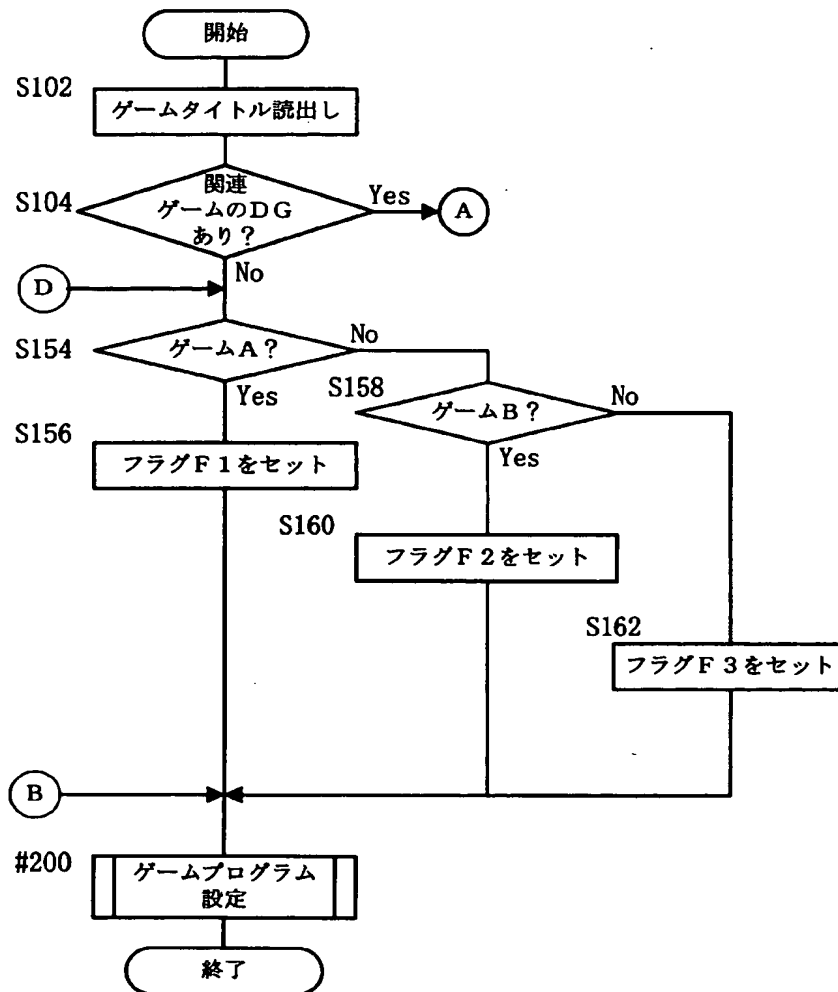 開始
S102
ゲームタイトル読出し
S104
関連
ゲームのDG
あり?
Yes
A
No
D
S154
ゲームA?
No
Yes
S158
ゲームB?
No
Yes
S156
フラグF1をセット
S160
フラグF2をセット
S162
フラグF3をセット
B
#200
ゲームプログラム
設定
終了